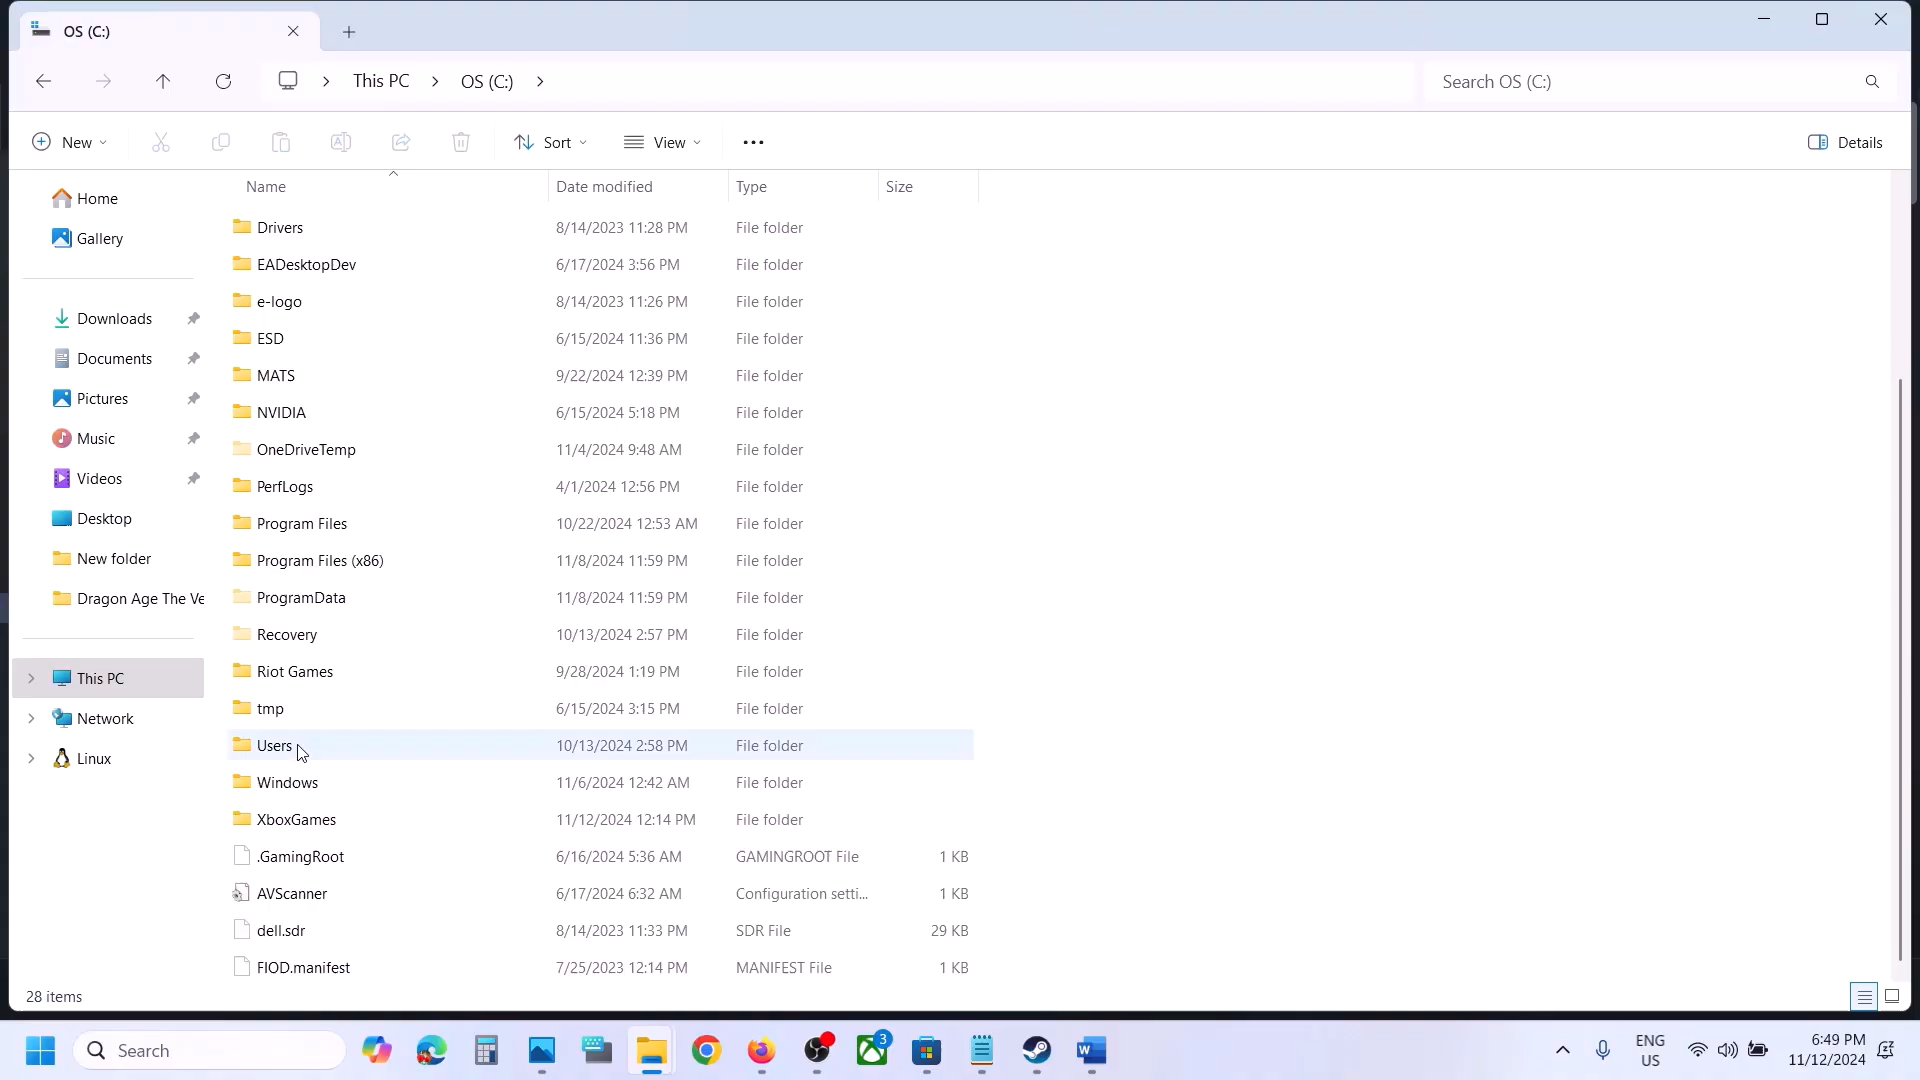 OS (C:)
This PC OS (C:)
Search OS (C:)
New Sort View Details
Name Date modified Type Size
Home
Gallery
Downloads
Documents
Pictures
Music
Videos
Desktop
New folder
Dragon Age The Ve
This PC
Network
Linux
Drivers 8/14/2023 11:28 PM File folder
EADesktopDev 6/17/2024 3:56 PM File folder
e-logo 8/14/2023 11:26 PM File folder
ESD 6/15/2024 11:36 PM File folder
MATS 9/22/2024 12:39 PM File folder
NVIDIA 6/15/2024 5:18 PM File folder
OneDriveTemp 11/4/2024 9:48 AM File folder
PerfLogs 4/1/2024 12:56 PM File folder
Program Files 10/22/2024 12:53 AM File folder
Program Files (x86) 11/8/2024 11:59 PM File folder
ProgramData 11/8/2024 11:59 PM File folder
Recovery 10/13/2024 2:57 PM File folder
Riot Games 9/28/2024 1:19 PM File folder
tmp 6/15/2024 3:15 PM File folder
Users 10/13/2024 2:58 PM File folder
Windows 11/6/2024 12:42 AM File folder
XboxGames 11/12/2024 12:14 PM File folder
.GamingRoot 6/16/2024 5:36 AM GAMINGROOT File 1 KB
AVScanner 6/17/2024 6:32 AM Configuration setti... 1 KB
dell.sdr 8/14/2023 11:33 PM SDR File 29 KB
FIOD.manifest 7/25/2023 12:14 PM MANIFEST File 1 KB
28 items
Search
3
ENG
US
6:49 PM
11/12/2024